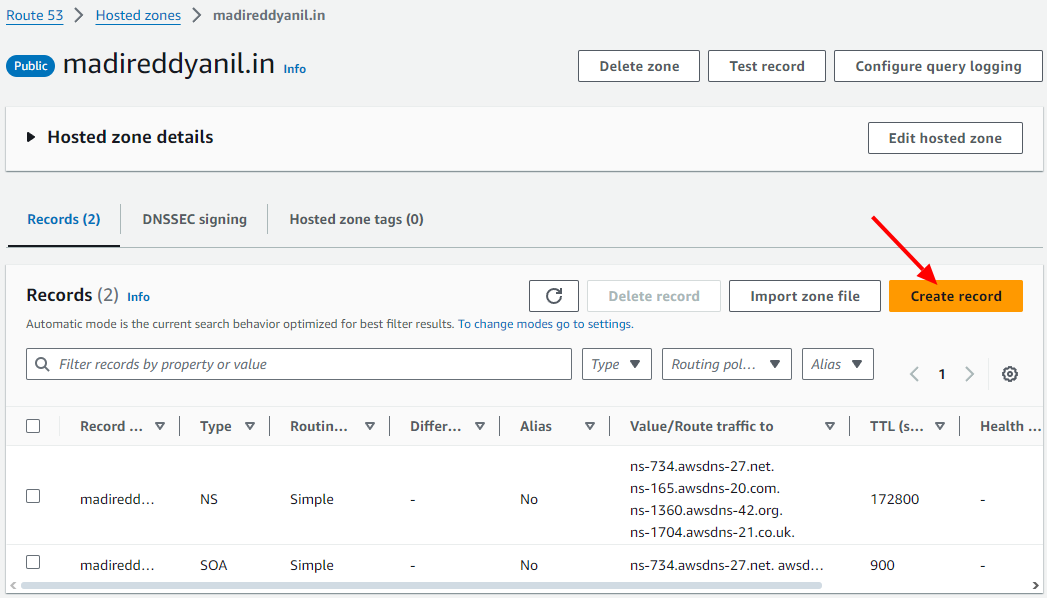 Route 53 > Hosted zones > madireddyanil.in
Public madireddyanil.in Info Delete zone Test record Configure query logging
Hosted zone details Edit hosted zone
Records (2) DNSSEC signing Hosted zone tags (0)
Records (2) Info Delete record Import zone file Create record
Automatic mode is the current search behavior optimized for best filter results. To change modes go to settings.
Filter records by property or value Type Routing pol... Alias 1
Record ... Type Routin... Differ... Alias Value/Route traffic to TTL (s... Health ...
ns-734.awsdns-27.net.
ns-165.awsdns-20.com.
madiredd... NS Simple - No 172800 -
ns-1360.awsdns-42.org.
ns-1704.awsdns-21.co.uk.
madiredd... SOA Simple - No ns-734.awsdns-27.net. awsd... 900 -